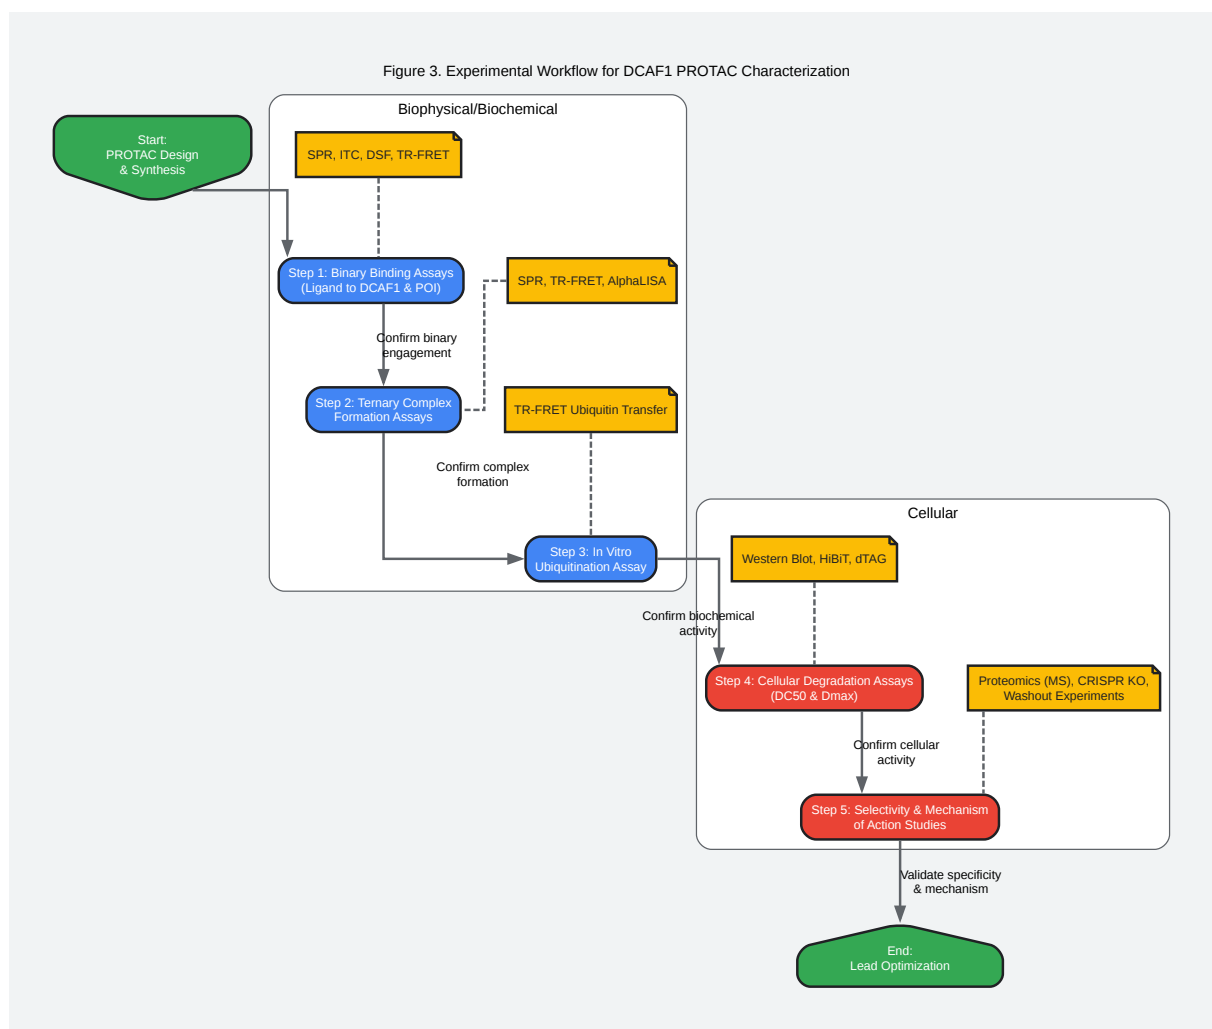 Figure 3. Experimental Workflow for DCAF1 PROTAC Characterization
Biophysical/Biochemical
Start:
PROTAC Design
& Synthesis
SPR, ITC, DSF, TR-FRET
Step 1: Binary Binding Assays
(Ligand to DCAF1 & POI)
SPR, TR-FRET, AlphaLISA
Confirm binary
engagement
Step 2: Ternary Complex
Formation Assays
TR-FRET Ubiquitin Transfer
Confirm complex
formation
Step 3: In Vitro
Ubiquitination Assay
Cellular
Western Blot, HiBiT, dTAG
Confirm biochemical
activity
Step 4: Cellular Degradation Assays
(DC50 & Dmax)
Proteomics (MS), CRISPR KO,
Washout Experiments
Confirm cellular
activity
Step 5: Selectivity & Mechanism
of Action Studies
Validate specificity
& mechanism
End:
Lead Optimization